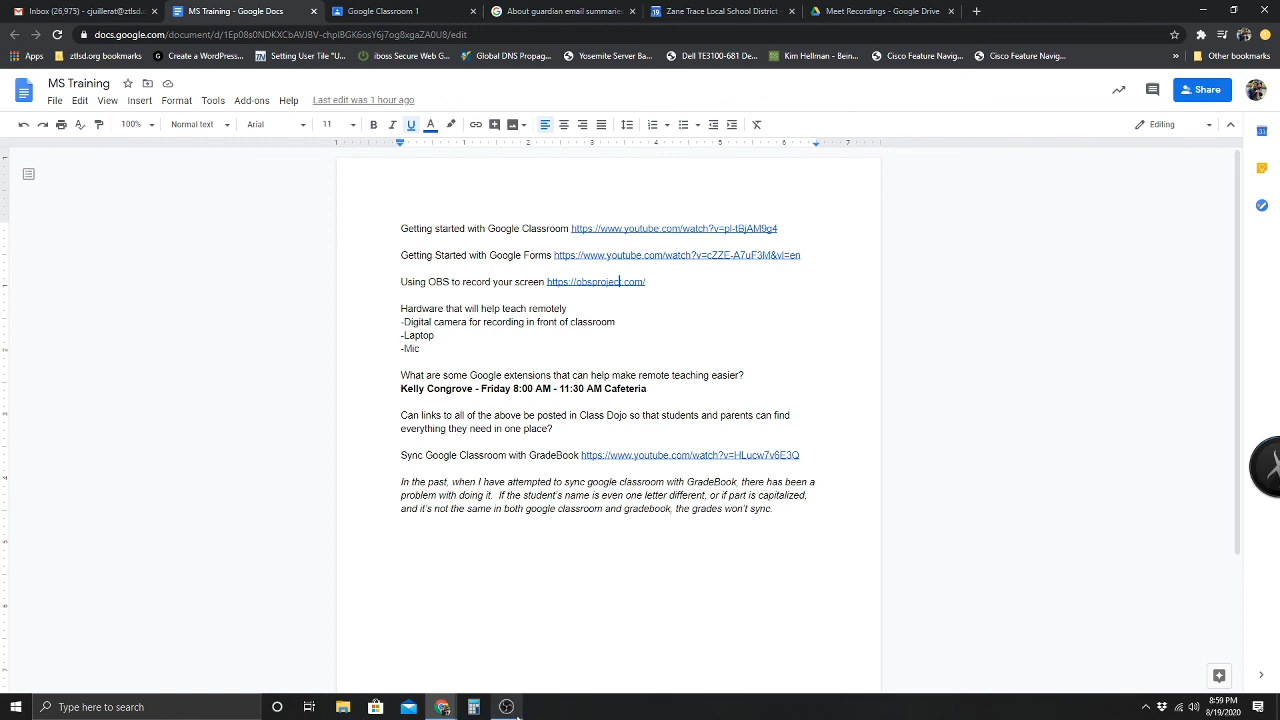 Inbox (26,975) - quillerat@ztlsd.
MS Training - Google Docs
Google Classroom 1
About guardian email summaries
Zane Trace Local School District
Meet Recordings - Google Drive
docs.google.com/document/d/1Ep08s0NDKXCbAVJBV-chpIBGK6osY6j7og8xgaZA0U8/edit
Apps
ztlsd.org bookmarks
Create a WordPress...
Setting User Tile "U...
iboss Secure Web G...
Global DNS Propag...
Yosemite Server Ba...
Dell TE3100-681 DC...
Kim Hellman - Bein...
Cisco Feature Navig...
Cisco Feature Navig...
Other bookmarks
MS Training
File Edit View Insert Format Tools Add-ons Help Last edit was 1 hour ago
Share
100% Normal text Arial 11
Editing
Getting started with Google Classroom https://www.youtube.com/watch?v=pl-tBjAM9g4
Getting Started with Google Forms https://www.youtube.com/watch?v=cZZE-A7uF3M&vl=en
Using OBS to record your screen https://obsproject.com/
Hardware that will help teach remotely
-Digital camera for recording in front of classroom
-Laptop
-Mic
What are some Google extensions that can help make remote teaching easier?
Kelly Congrove - Friday 8:00 AM - 11:30 AM Cafeteria
Can links to all of the above be posted in Class Dojo so that students and parents can find
everything they need in one place?
Sync Google Classroom with GradeBook https://www.youtube.com/watch?v=HLucw7v6E3Q
In the past, when I have attempted to sync google classroom with GradeBook, there has been a
problem with doing it. If the student's name is even one letter different, or if part is capitalized,
and it's not the same in both google classroom and gradebook, the grades won't sync.
Type here to search
8:59 PM
8/19/2020